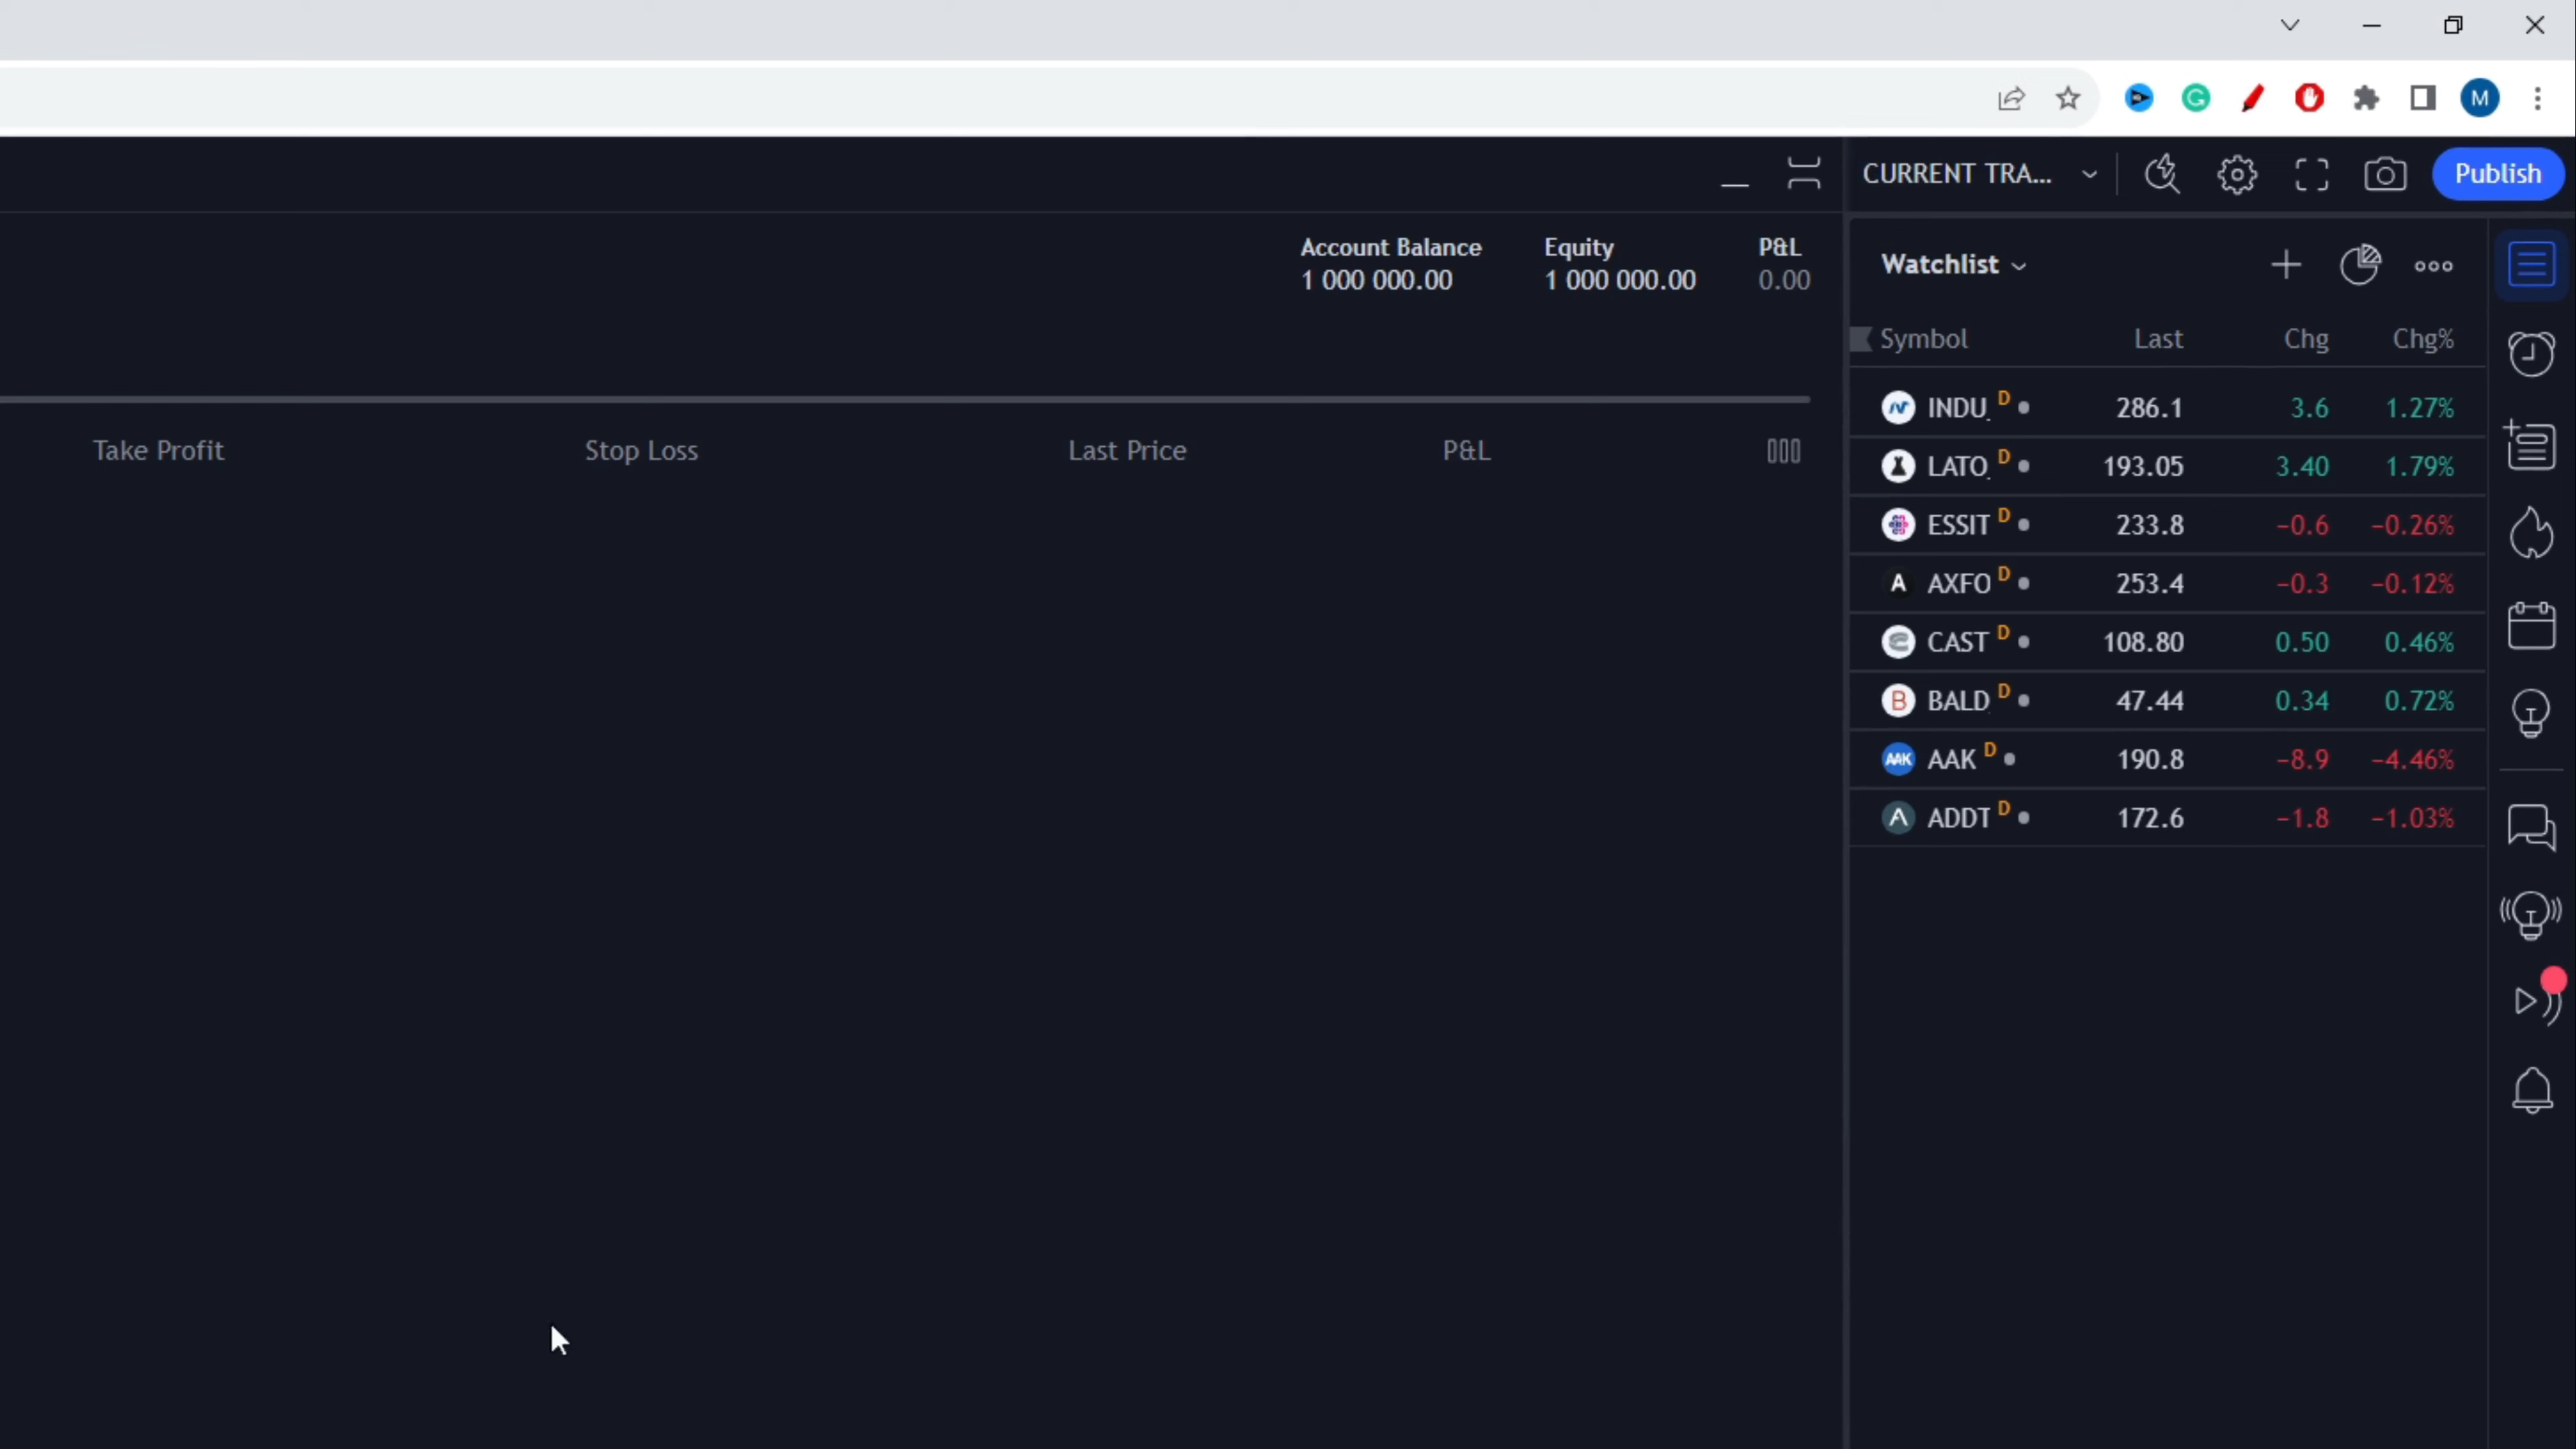 M
CURRENT TRA...
Publish
Account Balance Equity P&L
1 000 000.00 1 000 000.00 0.00
Watchlist
Symbol Last Chg Chg%
Take Profit Stop Loss Last Price P&L
INDU_ D 286.1 3.6 1.27%
LATO_ D 193.05 3.40 1.79%
ESSIT D 233.8 −0.6 −0.26%
A AXFO D 253.4 −0.3 −0.12%
CAST D 108.80 0.50 0.46%
B BALD D 47.44 0.34 0.72%
AAK AAK D 190.8 −8.9 −4.46%
ADDT D 172.6 −1.8 −1.03%